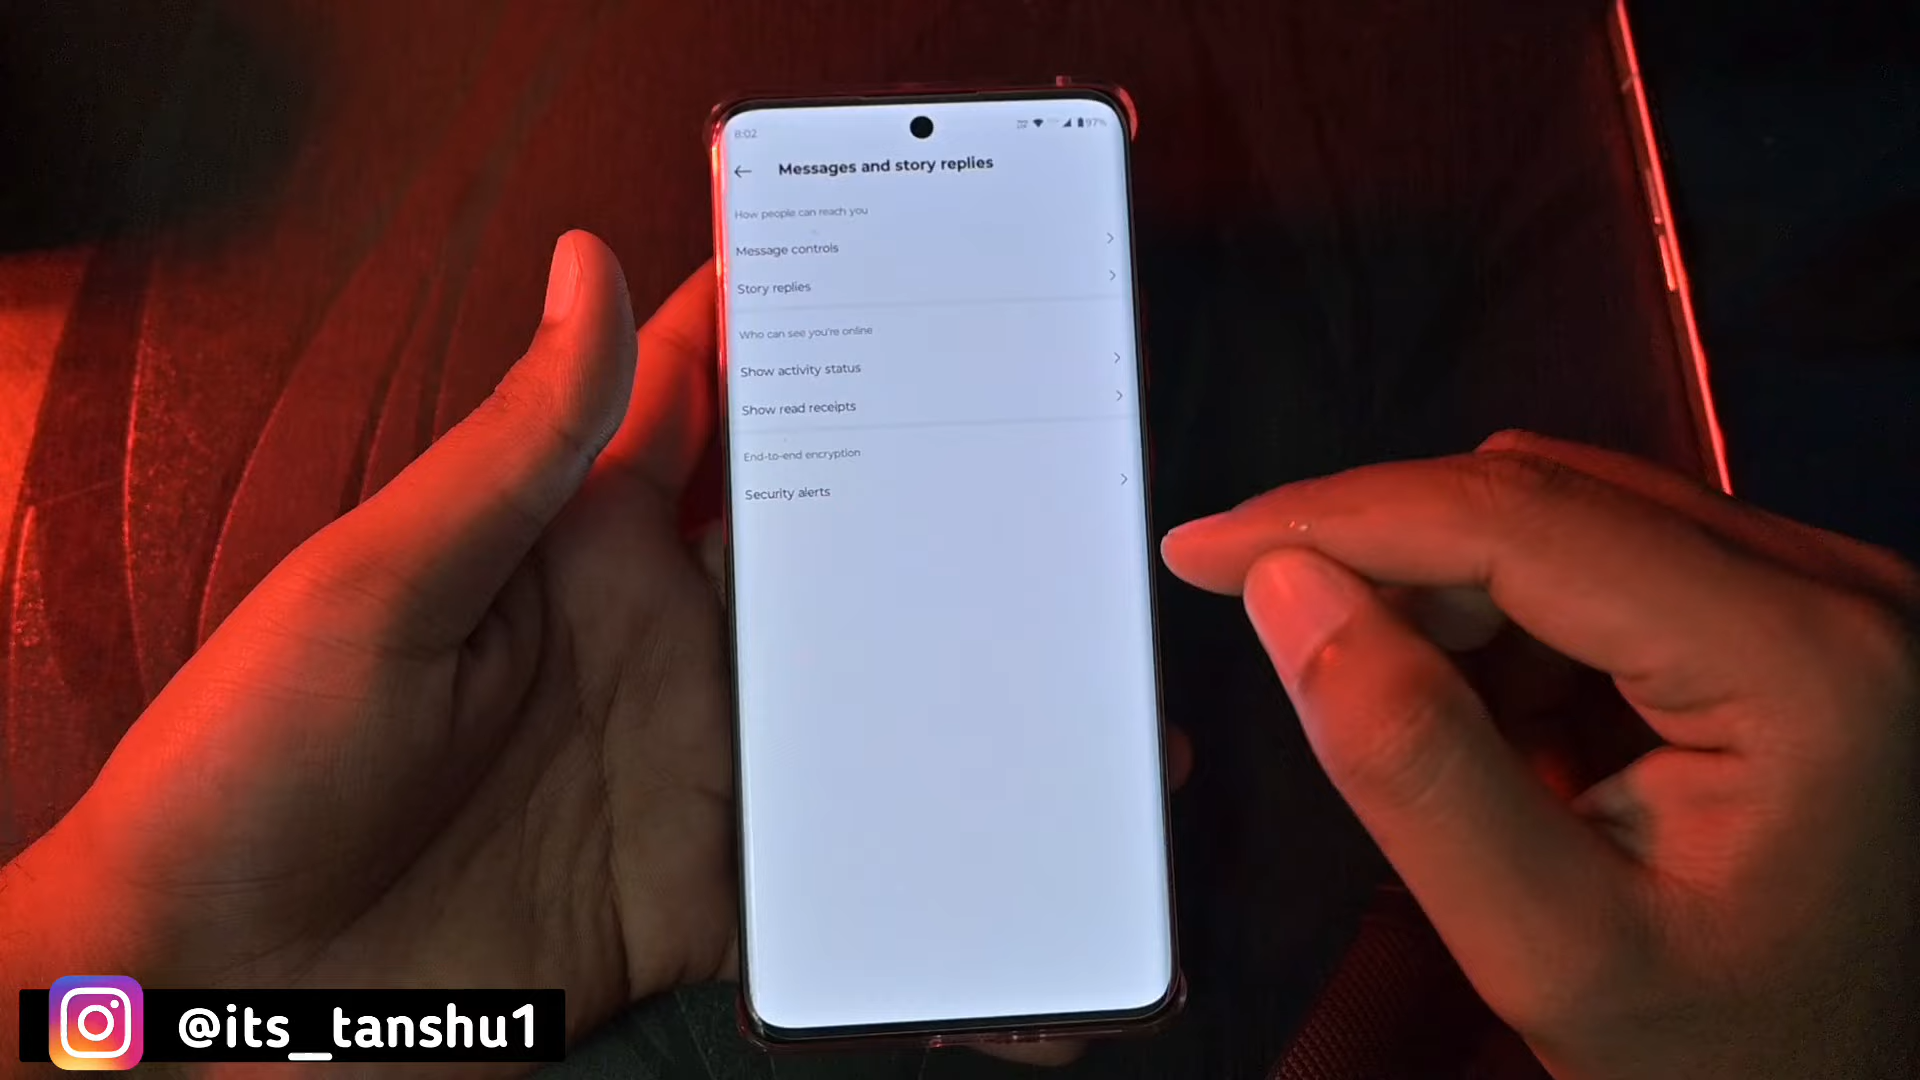 8:02
97%
Messages and story replies
How people can reach you
Message controls
Story replies
Who can see you're online
Show activity status
Show read receipts
End-to-end encryption
Security alerts
@its_tanshu1